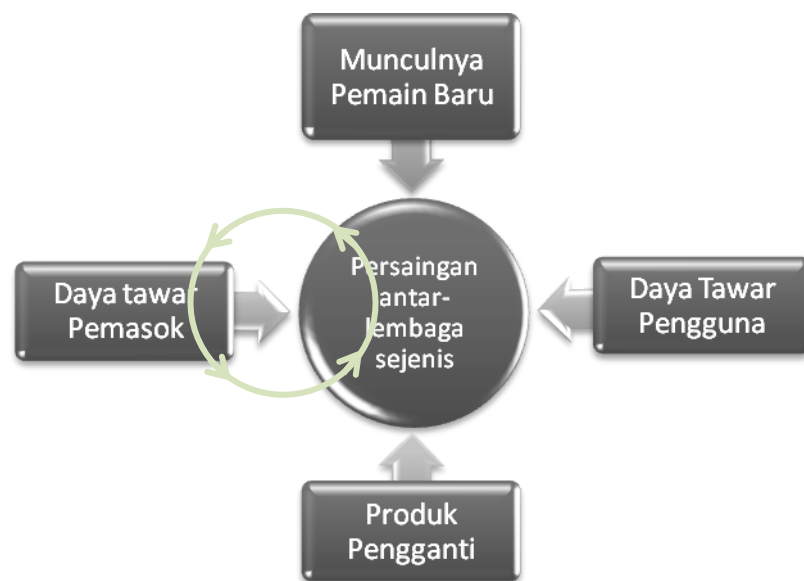 Munculnya
Pemain Baru
Daya tawar
Pemasok
Persaingan
antar-
lembaga
sejenis
Daya Tawar
Pengguna
Produk
Pengganti